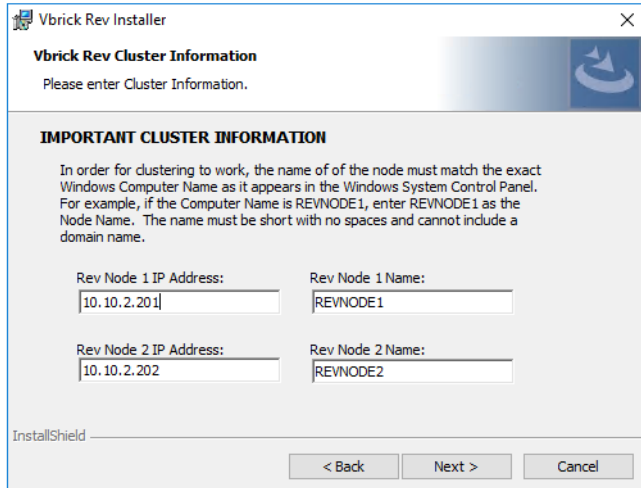 Vbrick Rev Installer
Vbrick Rev Cluster Information
Please enter Cluster Information.
IMPORTANT CLUSTER INFORMATION
In order for clustering to work, the name of of the node must match the exact
Windows Computer Name as it appears in the Windows System Control Panel.
For example, if the Computer Name is REVNODE1, enter REVNODE1 as the
Node Name. The name must be short with no spaces and cannot include a
domain name.
Rev Node 1 IP Address: Rev Node 1 Name:
10.10.2.201 REVNODE1
Rev Node 2 IP Address: Rev Node 2 Name:
10.10.2.202 REVNODE2
InstallShield
< Back Next > Cancel